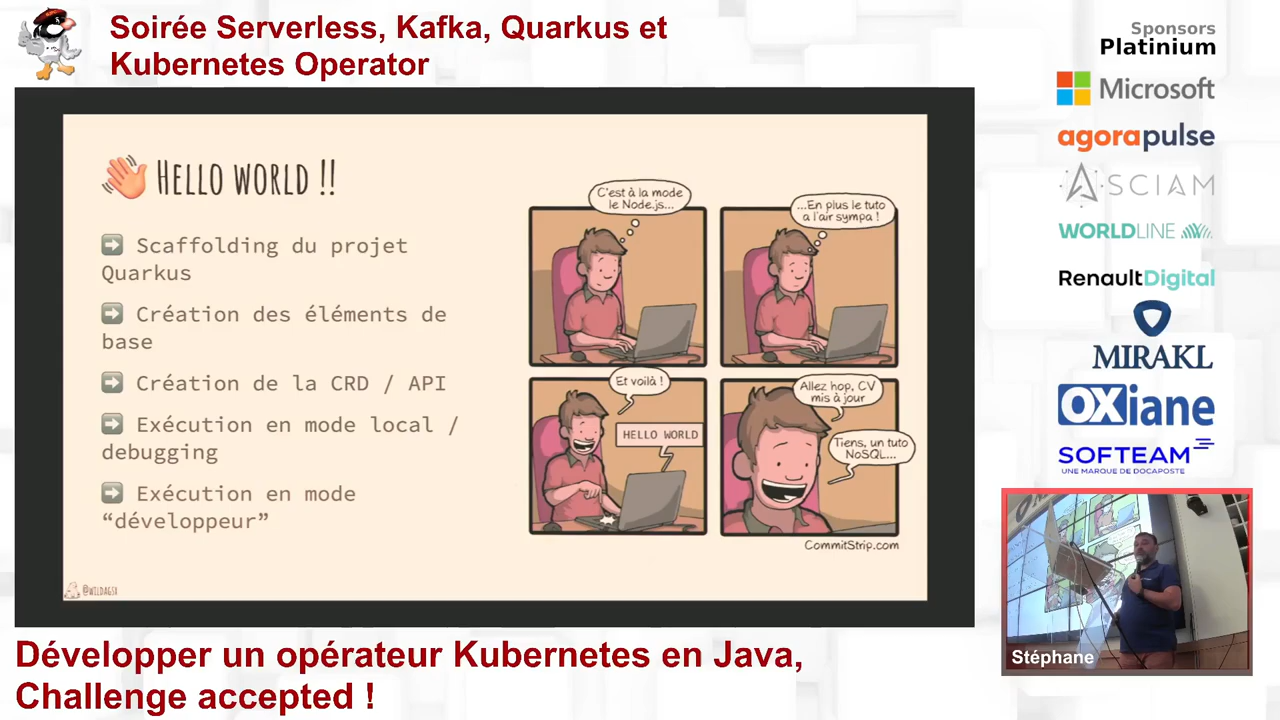 Soirée Serverless, Kafka, Quarkus et
Kubernetes Operator
Sponsors
Platinium
Microsoft
agorapulse
ASCIAM
WORLDLINE
RenaultDigital
MIRAKL
OXiane
SOFTEAM
UNE MARQUE DE DOCAPOSTE
HELLO WORLD !!
Scaffolding du projet
Quarkus
Création des éléments de
base
Création de la CRD / API
Exécution en mode local /
debugging
Exécution en mode
“développeur”
C'est à la mode
le Node.js...
...En plus le tuto
a l'air sympa !
Et voilà !
HELLO WORLD
Allez hop, CV
mis à jour
Tiens, un tuto
NoSQL...
CommitStrip.com
@WILDAGSX
Stéphane
Développer un opérateur Kubernetes en Java,
Challenge accepted !